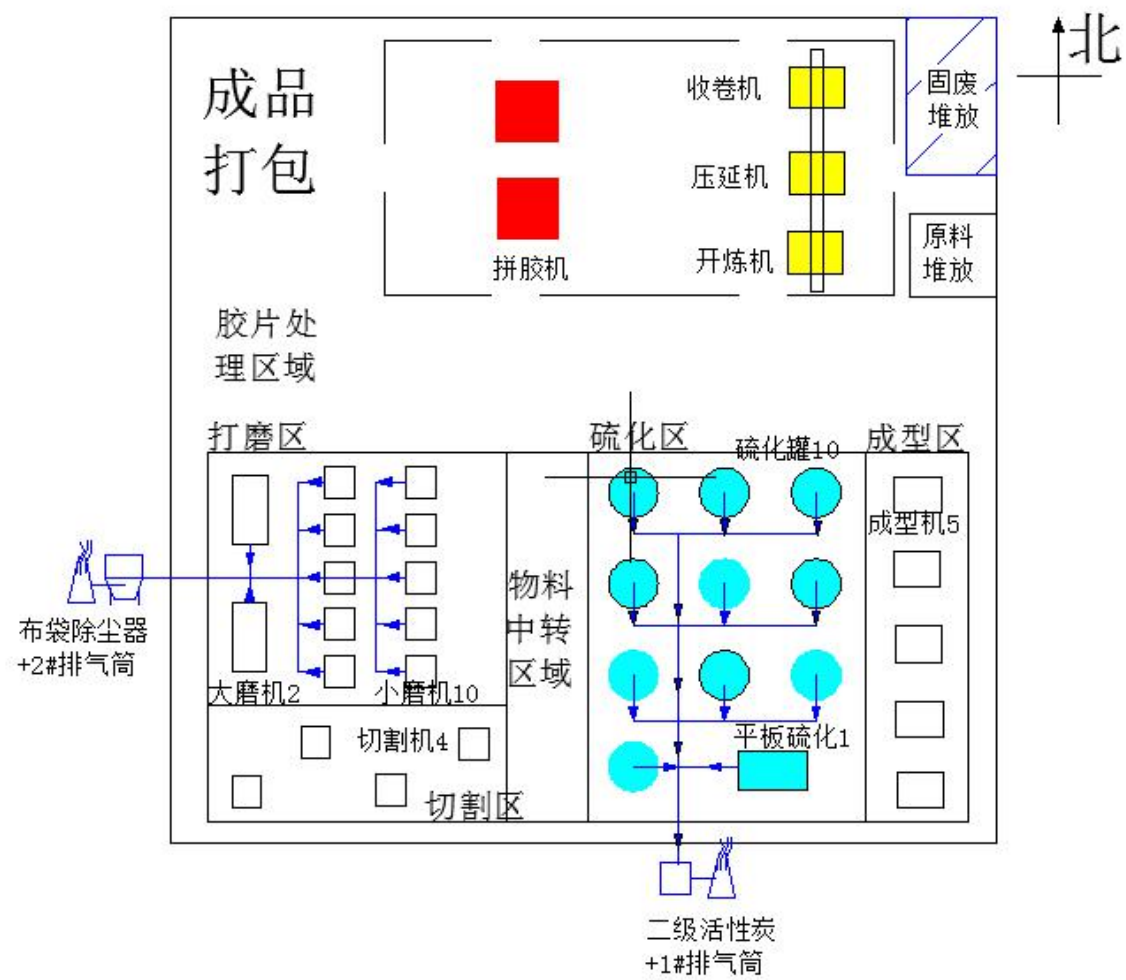 北
成品
打包
收卷机
固废
堆放
压延机
拼胶机
开炼机
原料
堆放
胶片处
理区域
打磨区
硫化区
硫化罐10
成型区
成型机5
物料
中转
区域
布袋除尘器
+2#排气筒
大磨机2
小磨机10
切割机4
平板硫化1
切割区
二级活性炭
+1#排气筒